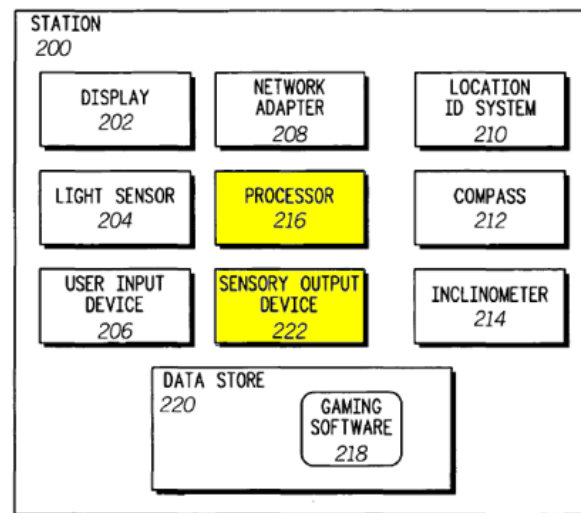 STATION
200
DISPLAY
202
NETWORK
ADAPTER
208
LOCATION
ID SYSTEM
210
LIGHT SENSOR
204
PROCESSOR
216
COMPASS
212
USER INPUT
DEVICE
206
SENSORY OUTPUT
DEVICE
222
INCLINOMETER
214
DATA STORE
220
GAMING
SOFTWARE
218